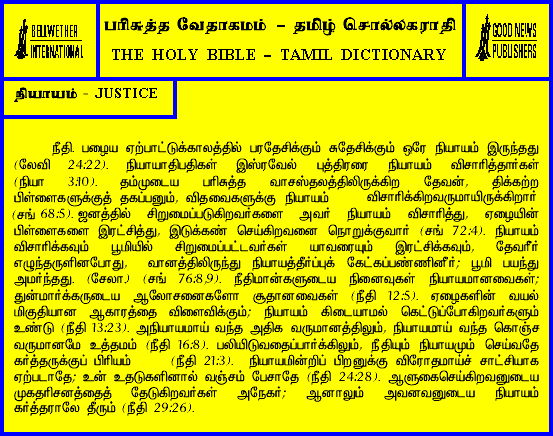 BELLWETHER
INTERNATIONAL
பரிசுத்த வேதாகமம் - தமிழ் சொல்லகராதி
THE HOLY BIBLE - TAMIL DICTIONARY
GOOD NEWS
PUBLISHERS
நியாயம் - JUSTICE
நீதி. பழைய ஏற்பாட்டுக்காலத்தில் பரதேசிக்கும் சுதேசிக்கும் ஒரே நியாயம் இருந்தது
(லேவி 24:22). நியாயாதிபதிகள் இஸ்ரவேல் புத்திரரை நியாயம் விசாரித்தார்கள்
(நியா 3:10). தம்முடைய பரிசுத்த வாசஸ்தலத்திலிருக்கிற தேவன், திக்கற்ற
பிள்ளைகளுக்குத் தகப்பனும், விதவைகளுக்கு நியாயம் விசாரிக்கிறவருமாயிருக்கிறார்
(சங் 68:5). ஜனத்தில் சிறுமைப்படுகிறவர்களை அவர் நியாயம் விசாரித்து, ஏழையின்
பிள்ளைகளை இரட்சித்து, இடுக்கண் செய்கிறவனை நொறுக்குவார் (சங் 72:4). நியாயம்
விசாரிக்கவும் பூமியில் சிறுமைப்பட்டவர்கள் யாவரையும் இரட்சிக்கவும், தேவரீர்
எழுந்தருளினபோது, வானத்திலிருந்து நியாயத்தீர்ப்புக் கேட்கப்பண்ணினீர்; பூமி பயந்து
அமர்ந்தது. (சேலா.) (சங் 76:8,9). நீதிமான்களுடைய நினைவுகள் நியாயமானவைகள்;
துன்மார்க்கருடைய ஆலோசனைகளோ சூதானவைகள் (நீதி 12:5). ஏழைகளின் வயல்
மிகுதியான ஆகாரத்தை விளைவிக்கும்; நியாயம் கிடையாமல் கெட்டுப்போகிறவர்களும்
உண்டு (நீதி 13:23). அநியாயமாய் வந்த அதிக வருமானத்திலும், நியாயமாய் வந்த கொஞ்ச
வருமானமே உத்தமம் (நீதி 16:8). பலியிடுவதைப்பார்க்கிலும், நீதியும் நியாயமும் செய்வதே
கர்த்தருக்குப் பிரியம் (நீதி 21:3). நியாயமின்றிப் பிறனுக்கு விரோதமாய்ச் சாட்சியாக
ஏற்படாதே; உன் உதடுகளினால் வஞ்சம் பேசாதே (நீதி 24:28). ஆளுகைசெய்கிறவனுடைய
முகதரிசனத்தைத் தேடுகிறவர்கள் அநேகர்; ஆனாலும் அவனவனுடைய நியாயம்
கர்த்தராலே தீரும் (நீதி 29:26).